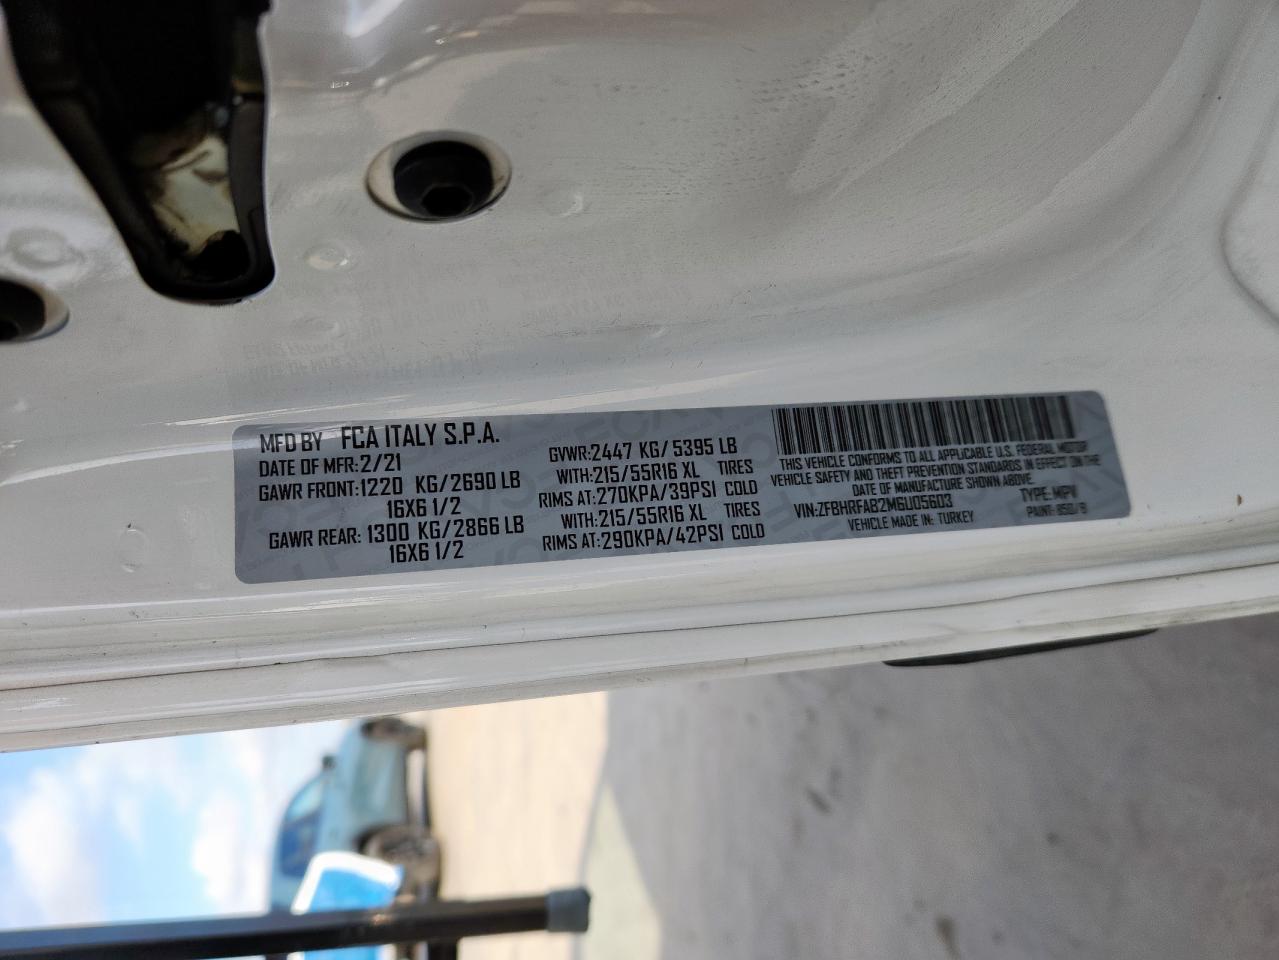 MFD BY FCA ITALY S.P.A.
DATE OF MFR: 2/21
GAWR FRONT: 1220 KG/2690 LB
16X6 1/2
GAWR REAR: 1300 KG/2866 LB
16X6 1/2
GVWR: 2447 KG/5395 LB
WITH: 215/55R16 XL TIRES
RIMS AT: 270KPA/39PSI COLD
WITH: 215/55R16 XL TIRES
RIMS AT: 290KPA/42PSI COLD
THIS VEHICLE CONFORMS TO ALL APPLICABLE U.S. FEDERAL MOTOR
VEHICLE SAFETY AND THEFT PREVENTION STANDARDS IN EFFECT ON THE
DATE OF MANUFACTURE SHOWN ABOVE.
VIN: ZFBHRFAB2M6U05603 TYPE: MPV
VEHICLE MADE IN: TURKEY PAINT: 850/9